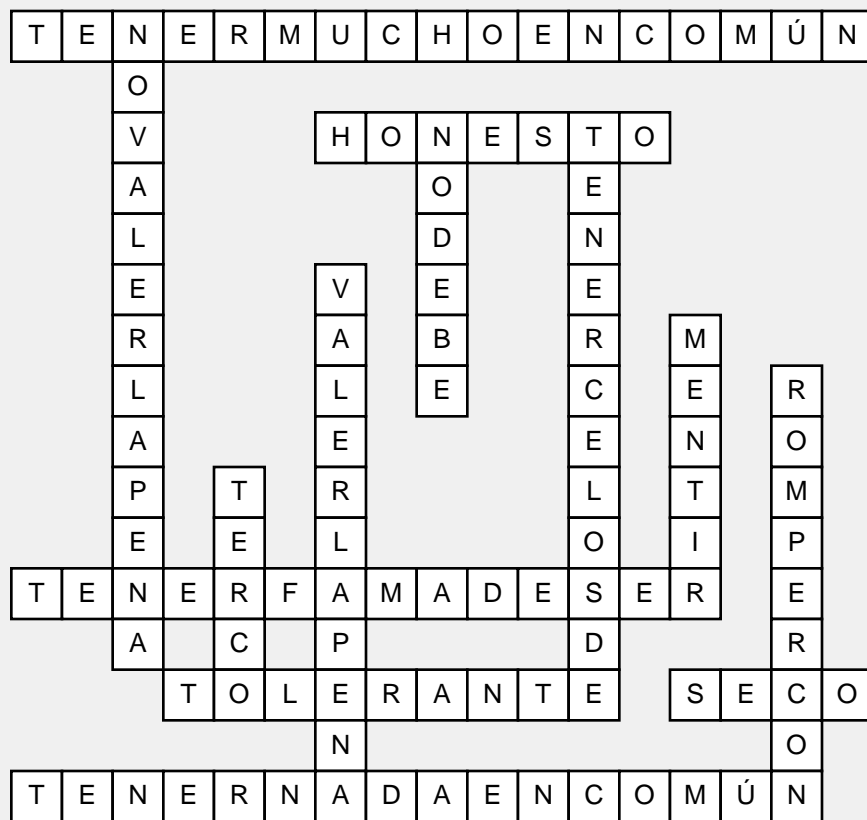 TENERMUCHOENCOMÚN
NOVALERLAPENA
HONESTO
NODEBE
TENERCELOSDE
VALERLAPENA
MENTIR
ROMPERCON
TERCO
TENERFAMADESER
TOLERANTE
SECO
TENERNADAENCOMÚN